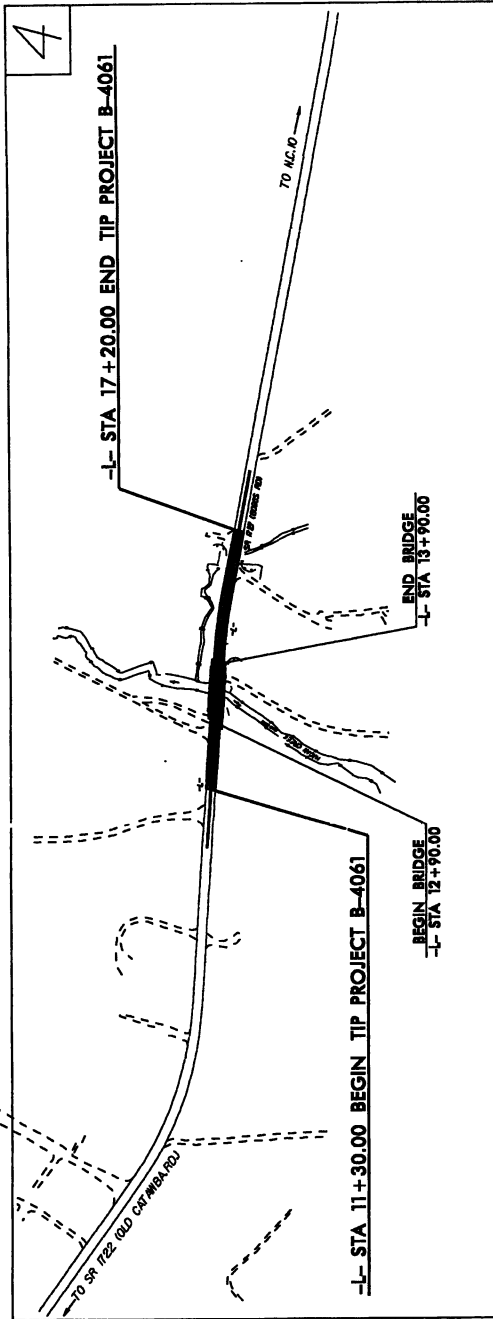 4
-L- STA 17+20.00 END TIP PROJECT B-4061
TO N.C. 10
-L-
-L-
END BRIDGE
-L- STA 13+90.00
BEGIN BRIDGE
-L- STA 12+90.00
-L- STA 11+30.00 BEGIN TIP PROJECT B-4061
TO SR 1722 (OLD CATAWBA RD.)